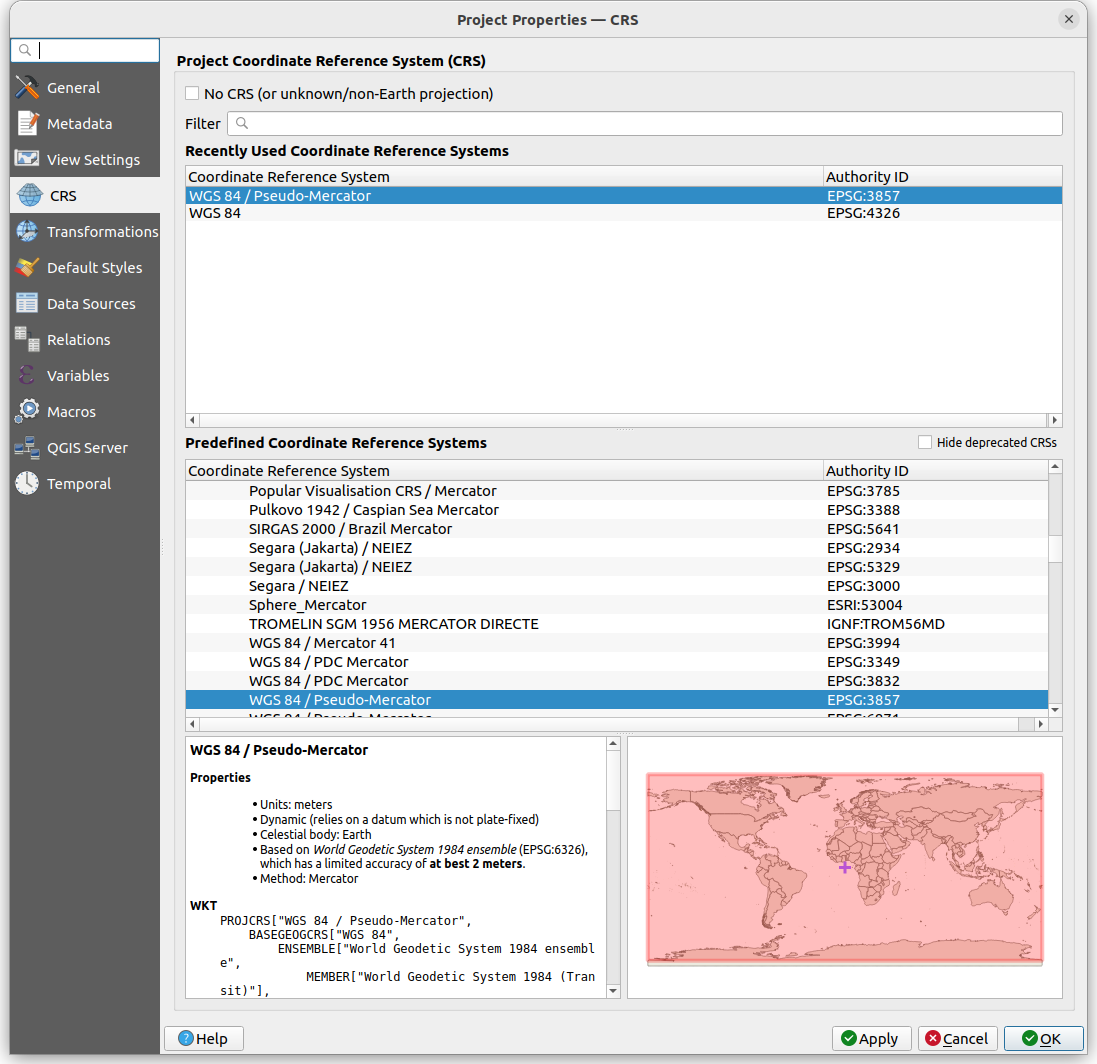 Project Properties — CRS
General
Metadata
View Settings
CRS
Transformations
Default Styles
Data Sources
Relations
Variables
Macros
QGIS Server
Temporal
Project Coordinate Reference System (CRS)
No CRS (or unknown/non-Earth projection)
Filter
Recently Used Coordinate Reference Systems
Coordinate Reference System Authority ID
WGS 84 / Pseudo-Mercator EPSG:3857
WGS 84 EPSG:4326
Predefined Coordinate Reference Systems Hide deprecated CRSs
Coordinate Reference System Authority ID
Popular Visualisation CRS / Mercator EPSG:3785
Pulkovo 1942 / Caspian Sea Mercator EPSG:3388
SIRGAS 2000 / Brazil Mercator EPSG:5641
Segara (Jakarta) / NEIEZ EPSG:2934
Segara (Jakarta) / NEIEZ EPSG:5329
Segara / NEIEZ EPSG:3000
Sphere_Mercator ESRI:53004
TROMELIN SGM 1956 MERCATOR DIRECTE IGNF:TROM56MD
WGS 84 / Mercator 41 EPSG:3994
WGS 84 / PDC Mercator EPSG:3349
WGS 84 / PDC Mercator EPSG:3832
WGS 84 / Pseudo-Mercator EPSG:3857
WGS 84 / Pseudo-Mercator
WGS 84 / Pseudo-Mercator
Properties
• Units: meters
• Dynamic (relies on a datum which is not plate-fixed)
• Celestial body: Earth
• Based on World Geodetic System 1984 ensemble (EPSG:6326),
which has a limited accuracy of at best 2 meters.
• Method: Mercator
WKT
PROJCRS["WGS 84 / Pseudo-Mercator",
BASEGEOGCRS["WGS 84",
ENSEMBLE["World Geodetic System 1984 ensembl
e",
MEMBER["World Geodetic System 1984 (Tran
sit)"],
Help
Apply
Cancel
OK